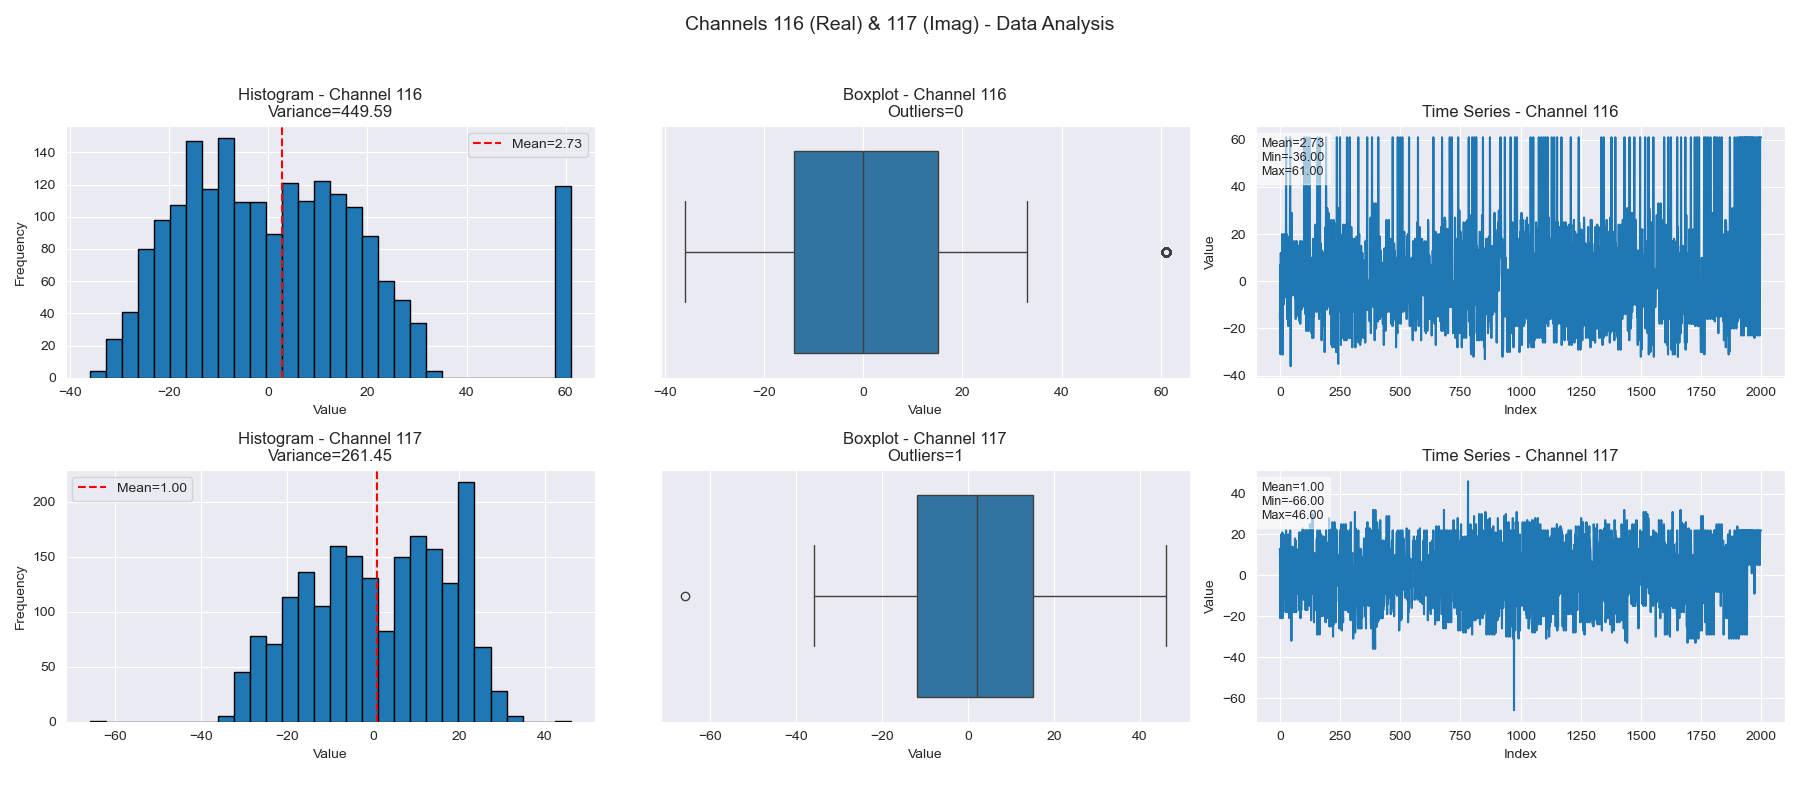 Channels 116 (Real) & 117 (Imag) - Data Analysis
Histogram - Channel 116
Variance=449.59
Mean=2.73
Frequency
140
120
100
80
60
40
20
0
−40 −20 0 20 40 60
Value
Boxplot - Channel 116
Outliers=0
−40 −20 0 20 40 60
Value
Time Series - Channel 116
Mean=2.73
Min=-36.00
Max=61.00
Value
60
40
20
0
−20
−40
0 250 500 750 1000 1250 1500 1750 2000
Index
Histogram - Channel 117
Variance=261.45
Mean=1.00
Frequency
200
150
100
50
0
−60 −40 −20 0 20 40
Value
Boxplot - Channel 117
Outliers=1
−60 −40 −20 0 20 40
Value
Time Series - Channel 117
Mean=1.00
Min=-66.00
Max=46.00
Value
40
20
0
−20
−40
−60
0 250 500 750 1000 1250 1500 1750 2000
Index